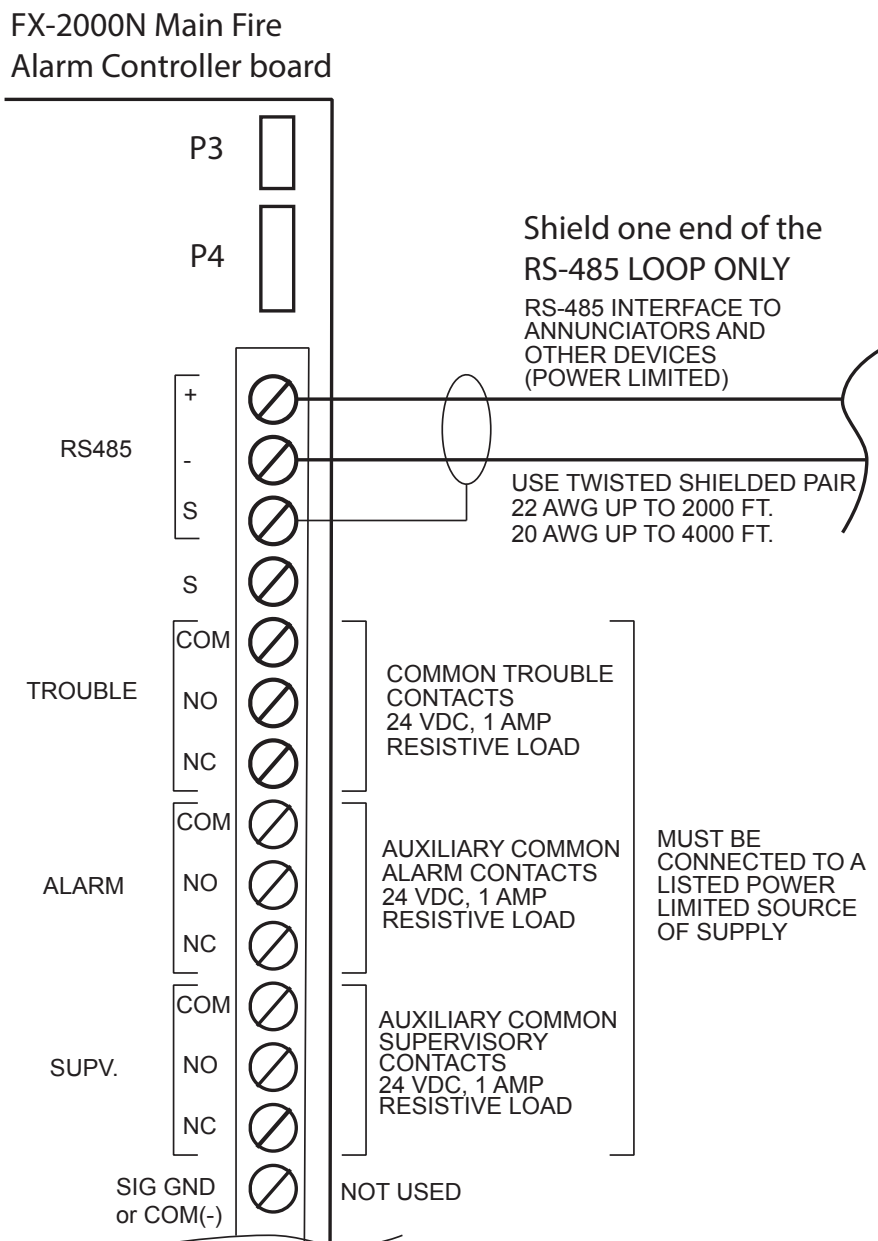 FX-2000N Main Fire
Alarm Controller board
P3
P4
Shield one end of the
RS-485 LOOP ONLY
RS-485 INTERFACE TO
ANNUNCIATORS AND
OTHER DEVICES
(POWER LIMITED)
+
RS485
-
S
USE TWISTED SHIELDED PAIR
22 AWG UP TO 2000 FT.
20 AWG UP TO 4000 FT.
S
TROUBLE
COM
NO
NC
COMMON TROUBLE
CONTACTS
24 VDC, 1 AMP
RESISTIVE LOAD
ALARM
COM
NO
NC
AUXILIARY COMMON
ALARM CONTACTS
24 VDC, 1 AMP
RESISTIVE LOAD
MUST BE
CONNECTED TO A
LISTED POWER
LIMITED SOURCE
OF SUPPLY
SUPV.
COM
NO
NC
AUXILIARY COMMON
SUPERVISORY
CONTACTS
24 VDC, 1 AMP
RESISTIVE LOAD
SIG GND
or COM(-)
NOT USED